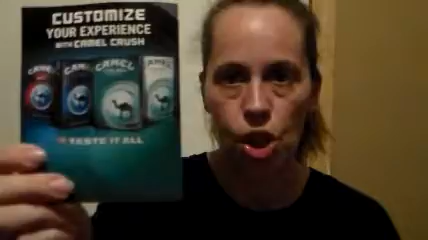 CUSTOMIZE
YOUR EXPERIENCE
WITH CAMEL CRUSH
CAMEL CAMEL CAMEL CAMEL
TASTE IT ALL